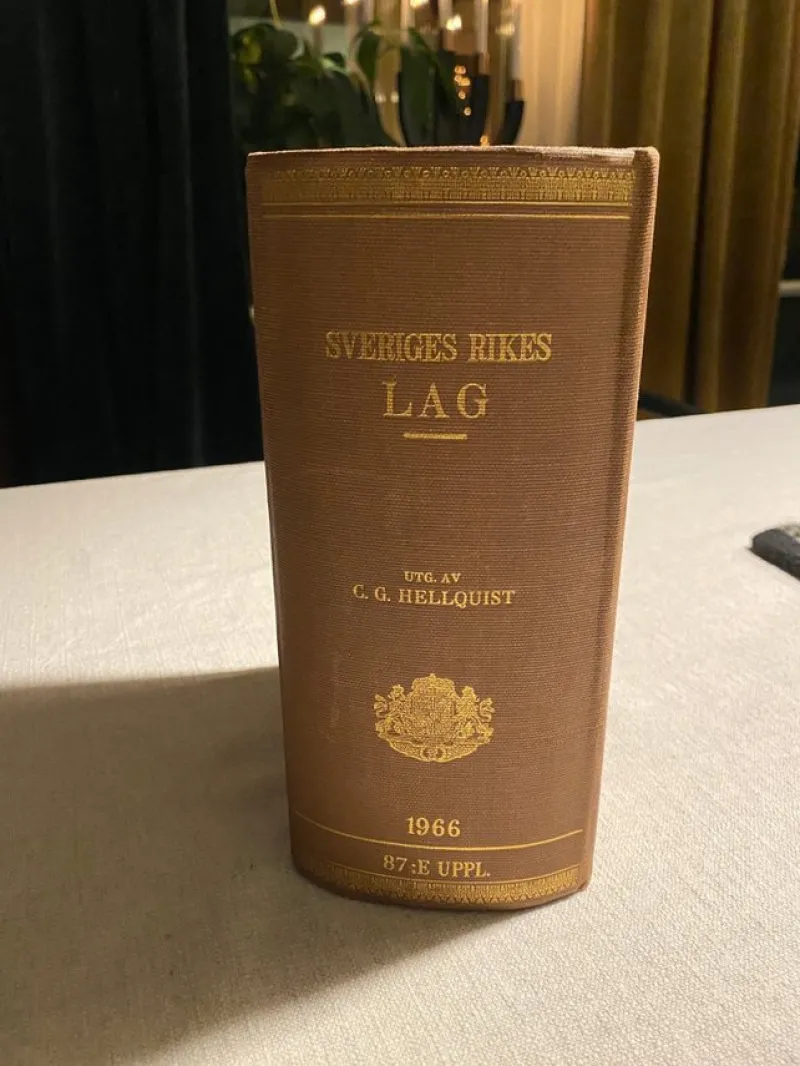 SVERIGES RIKES
LAG
UTG. AV
C. G. HELLQUIST
1966
87:E UPPL.